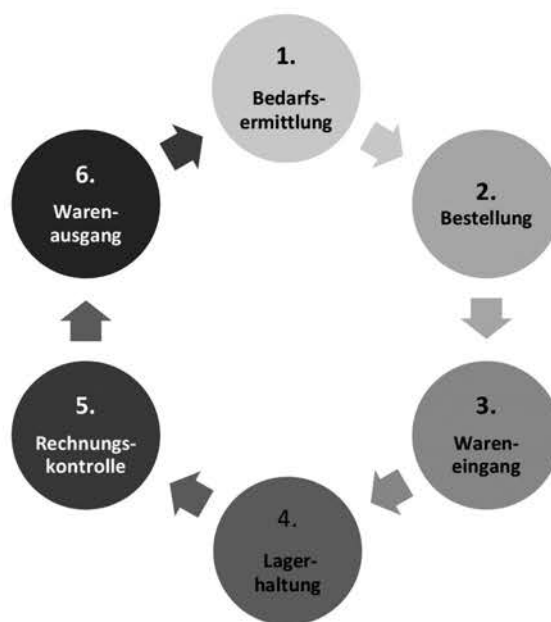 1.
Bedarfs-
ermittlung
2.
Bestellung
3.
Waren-
eingang
4.
Lager-
haltung
5.
Rechnungs-
kontrolle
6.
Waren-
ausgang